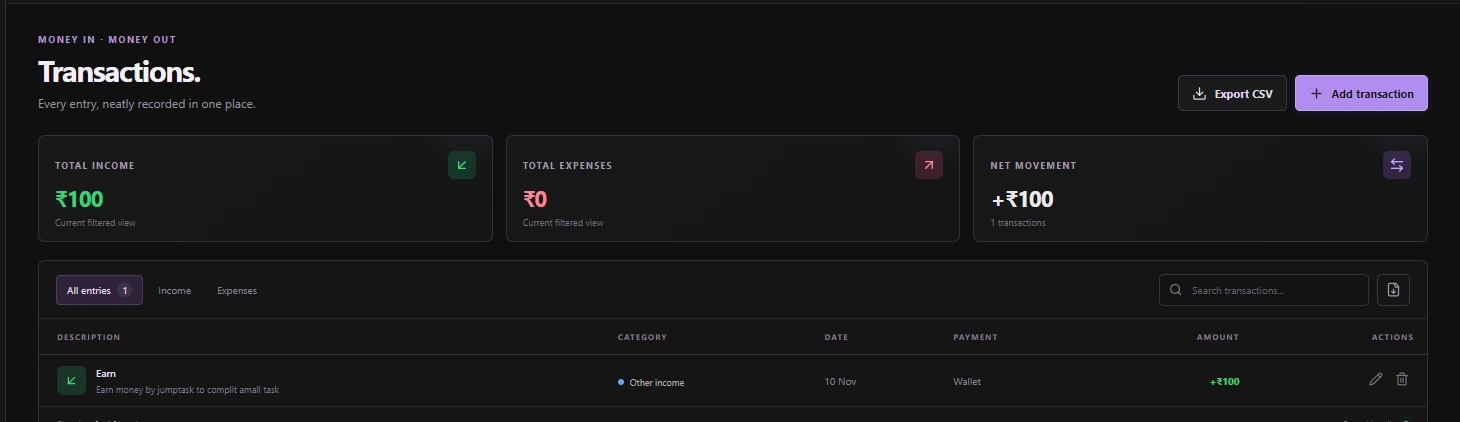 MONEY IN · MONEY OUT
Transactions.
Every entry, neatly recorded in one place.
Export CSV
Add transaction
TOTAL INCOME
₹100
Current filtered view
TOTAL EXPENSES
₹0
Current filtered view
NET MOVEMENT
+₹100
1 transactions
All entries 1 Income Expenses
Search transactions...
DESCRIPTION CATEGORY DATE PAYMENT AMOUNT ACTIONS
Earn
Earn money by jumptask to complit amall task
Other income 10 Nov Wallet +₹100